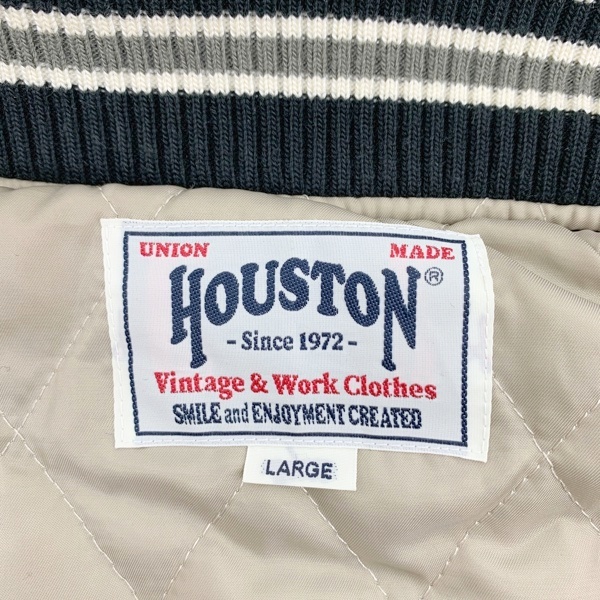 UNION MADE
HOUSTON®
- Since 1972 -
Vintage & Work Clothes
SMILE and ENJOYMENT CREATED
LARGE